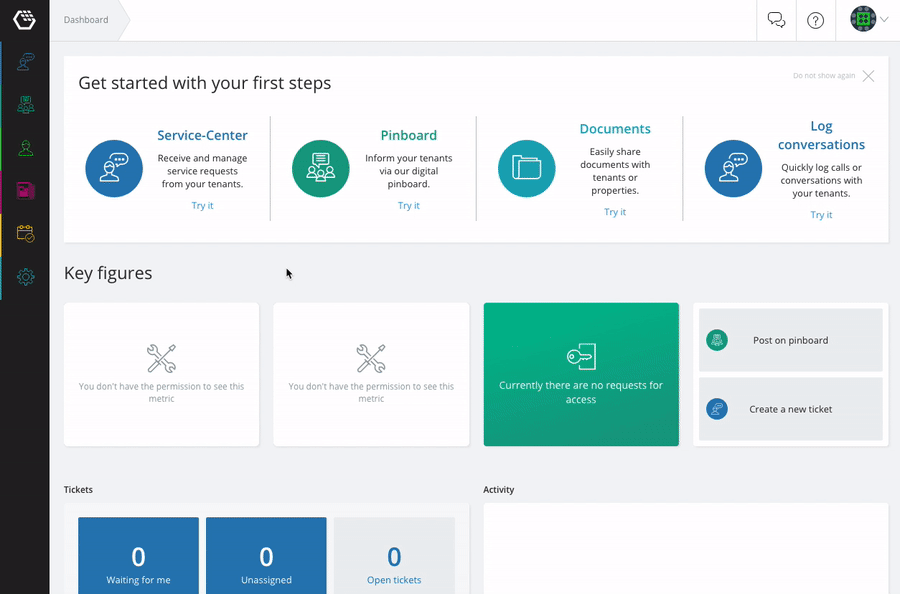 Dashboard
Get started with your first steps
Do not show again
Service-Center
Receive and manage
service requests
from your tenants.
Try it
Pinboard
Inform your tenants
via our digital
pinboard.
Try it
Documents
Easily share
documents with
tenants or
properties.
Try it
Log
conversations
Quickly log calls or
conversations with
your tenants.
Try it
Key figures
You don't have the permission to see this
metric
You don't have the permission to see this
metric
Currently there are no requests for
access
Post on pinboard
Create a new ticket
Tickets
Activity
0
Waiting for me
0
Unassigned
0
Open tickets